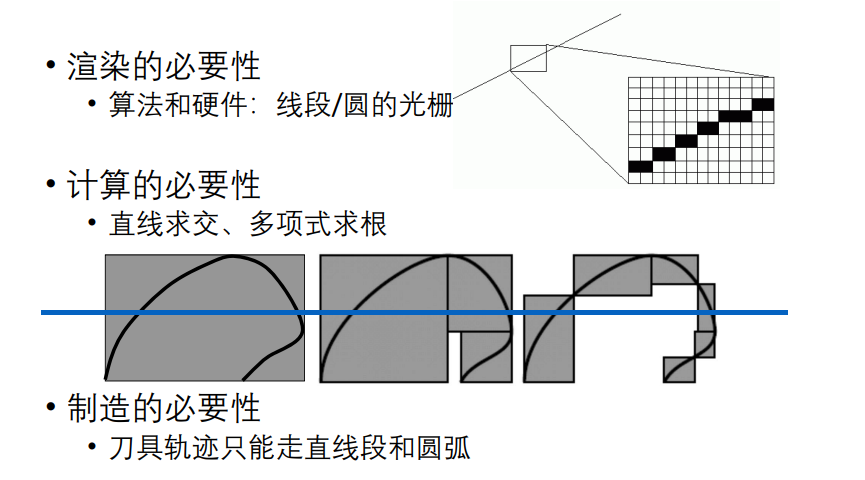 • 渲染的必要性
• 算法和硬件：线段/圆的光栅
• 计算的必要性
• 直线求交、多项式求根
• 制造的必要性
• 刀具轨迹只能走直线段和圆弧